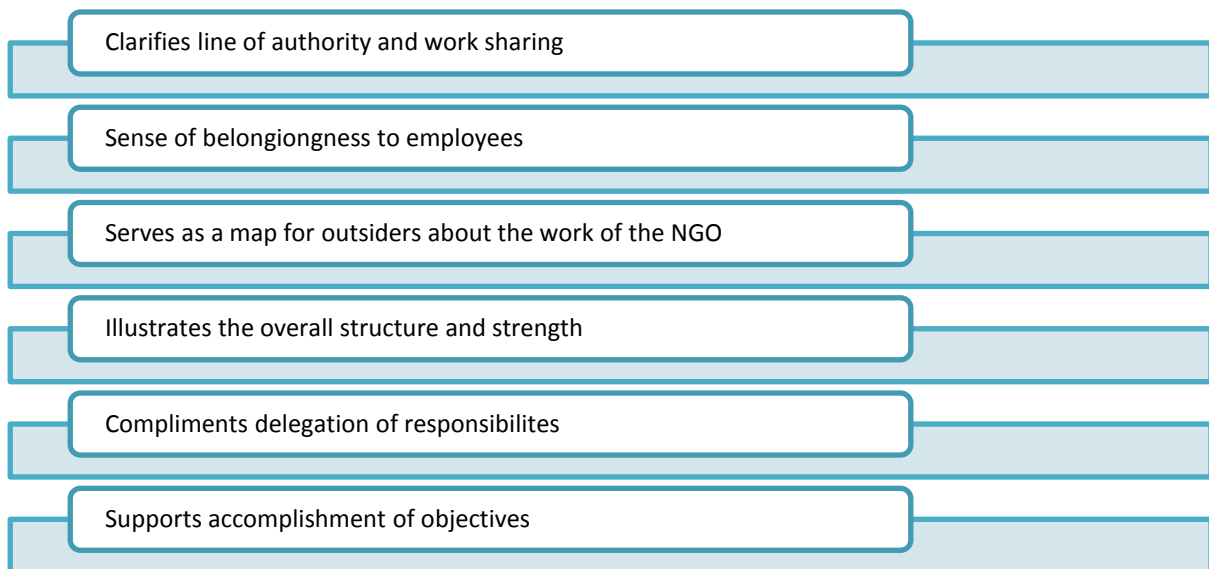 Clarifies line of authority and work sharing
Sense of belongiongness to employees
Serves as a map for outsiders about the work of the NGO
Illustrates the overall structure and strength
Compliments delegation of responsibilites
Supports accomplishment of objectives